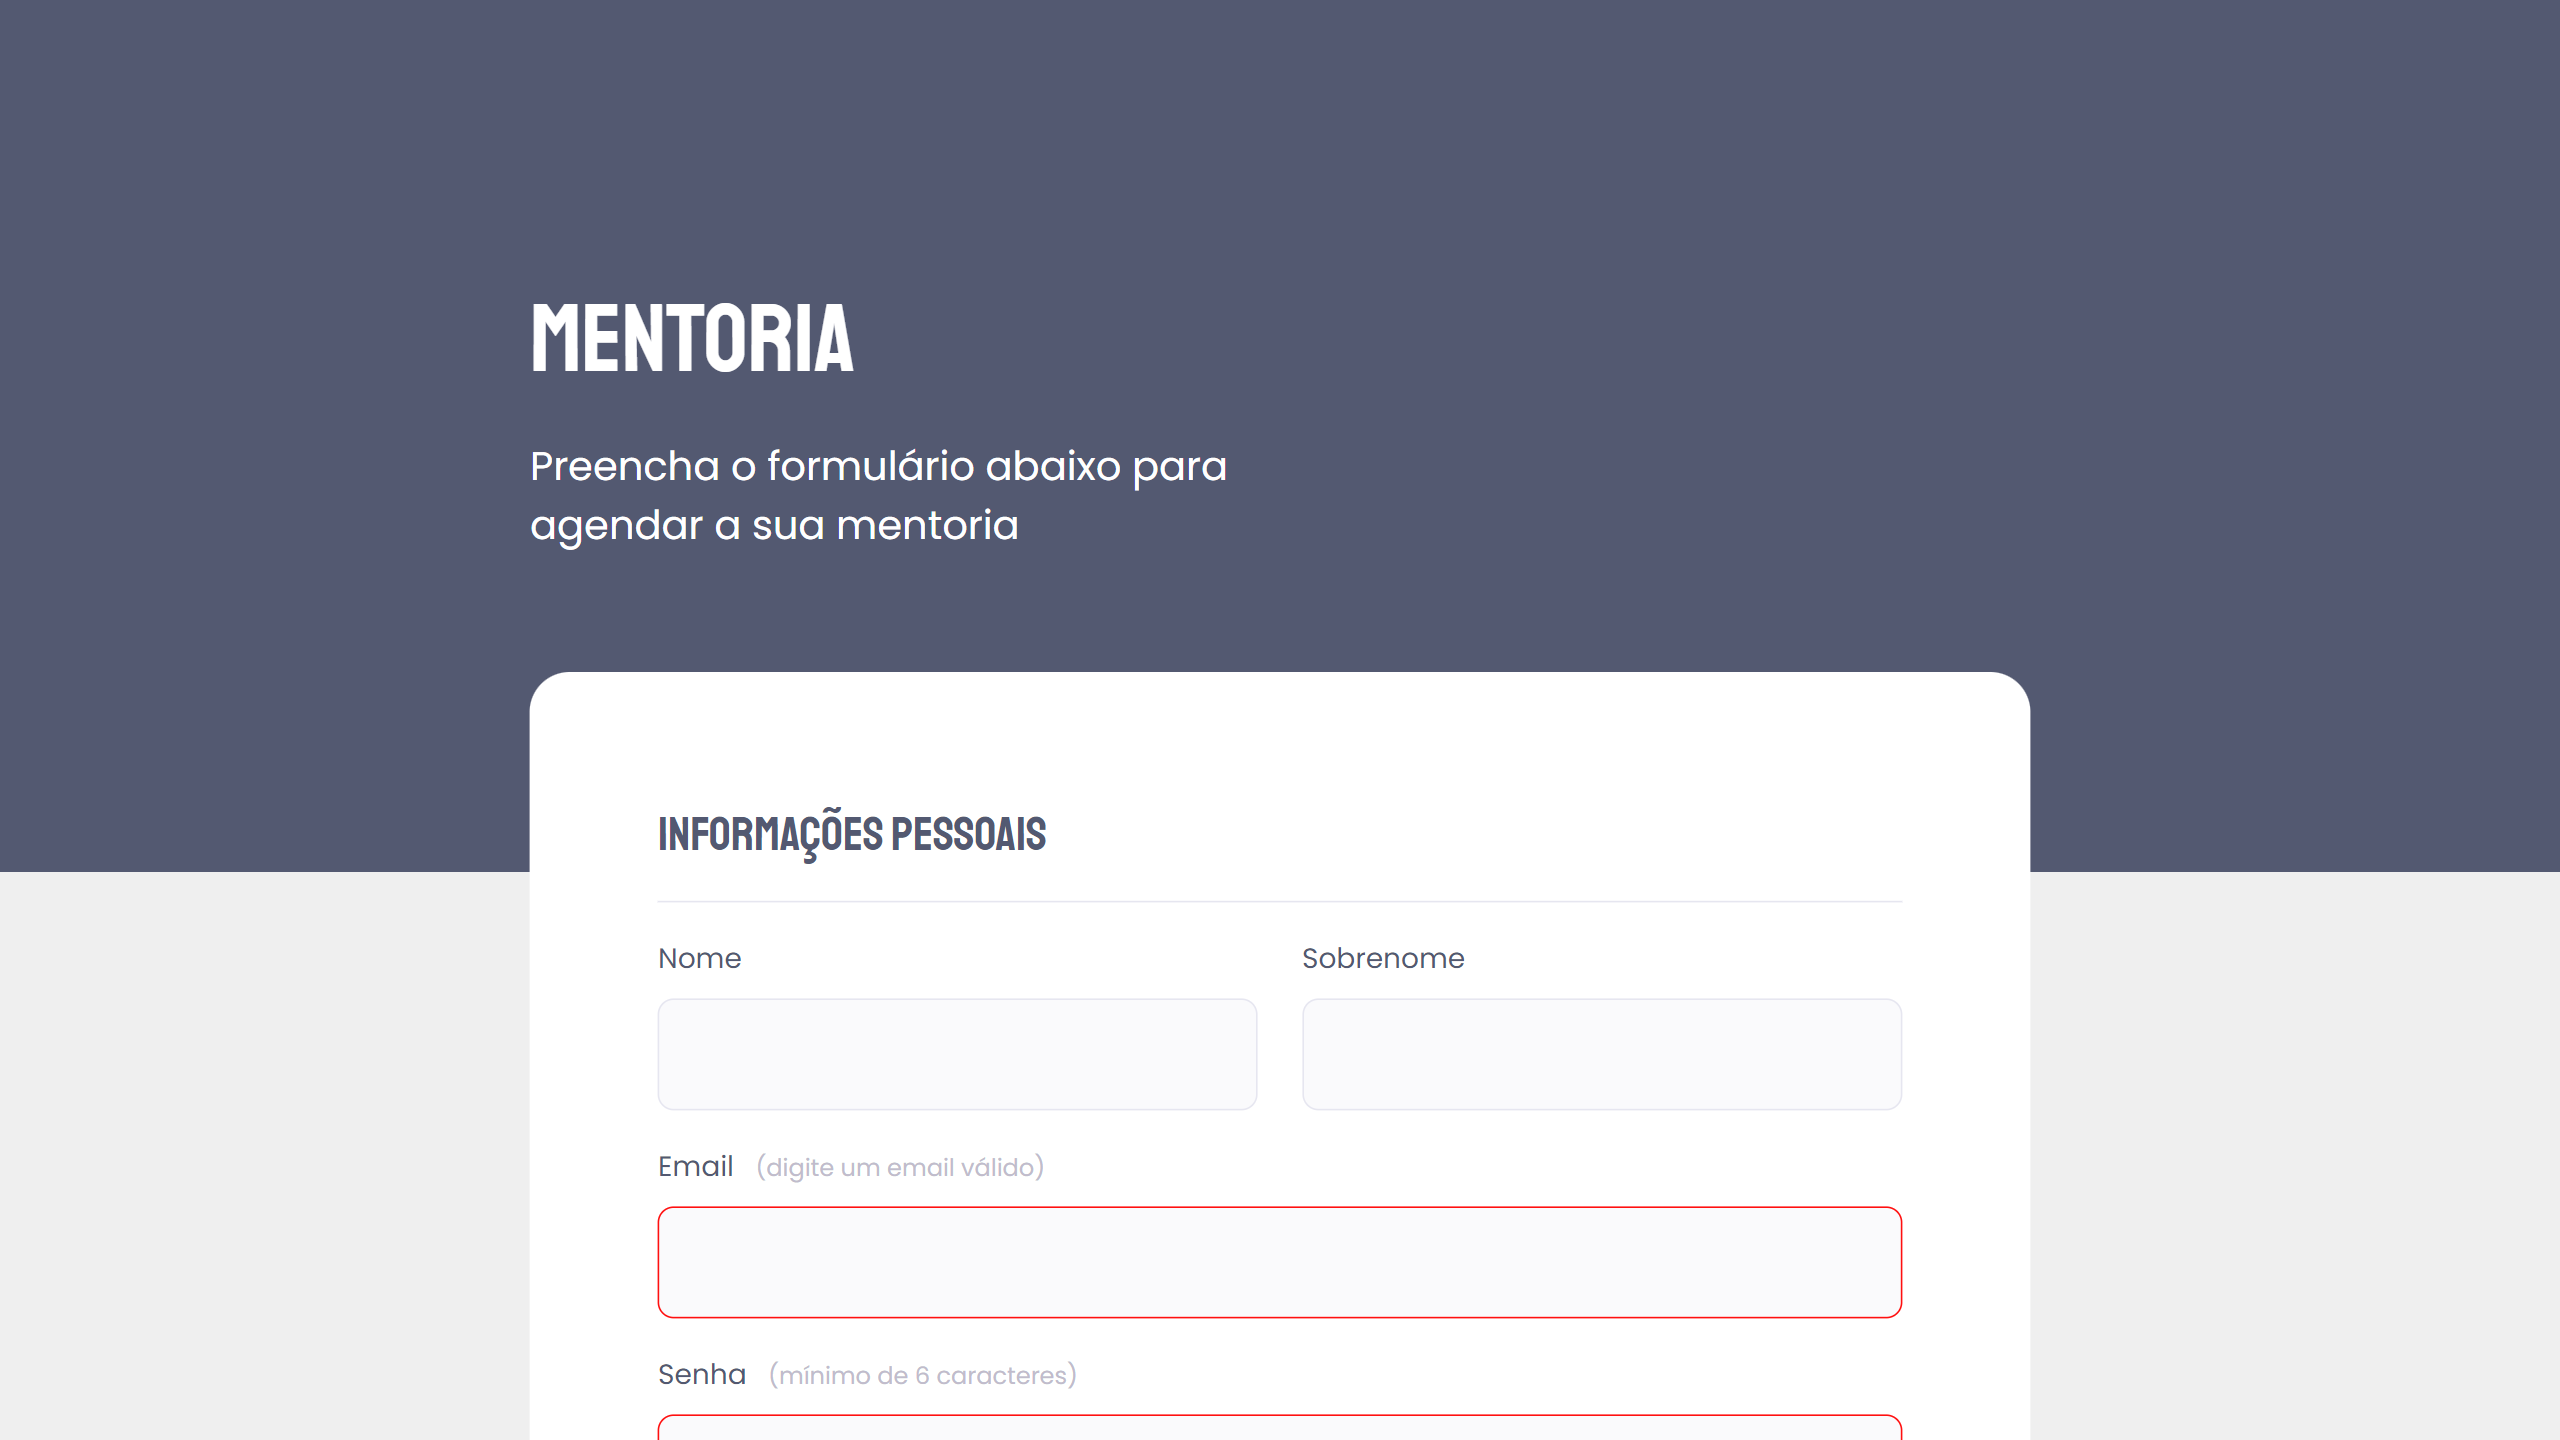 MENTORIA
Preencha o formulário abaixo para
agendar a sua mentoria
INFORMAÇÕES PESSOAIS
Nome
Sobrenome
Email (digite um email válido)
Senha (mínimo de 6 caracteres)